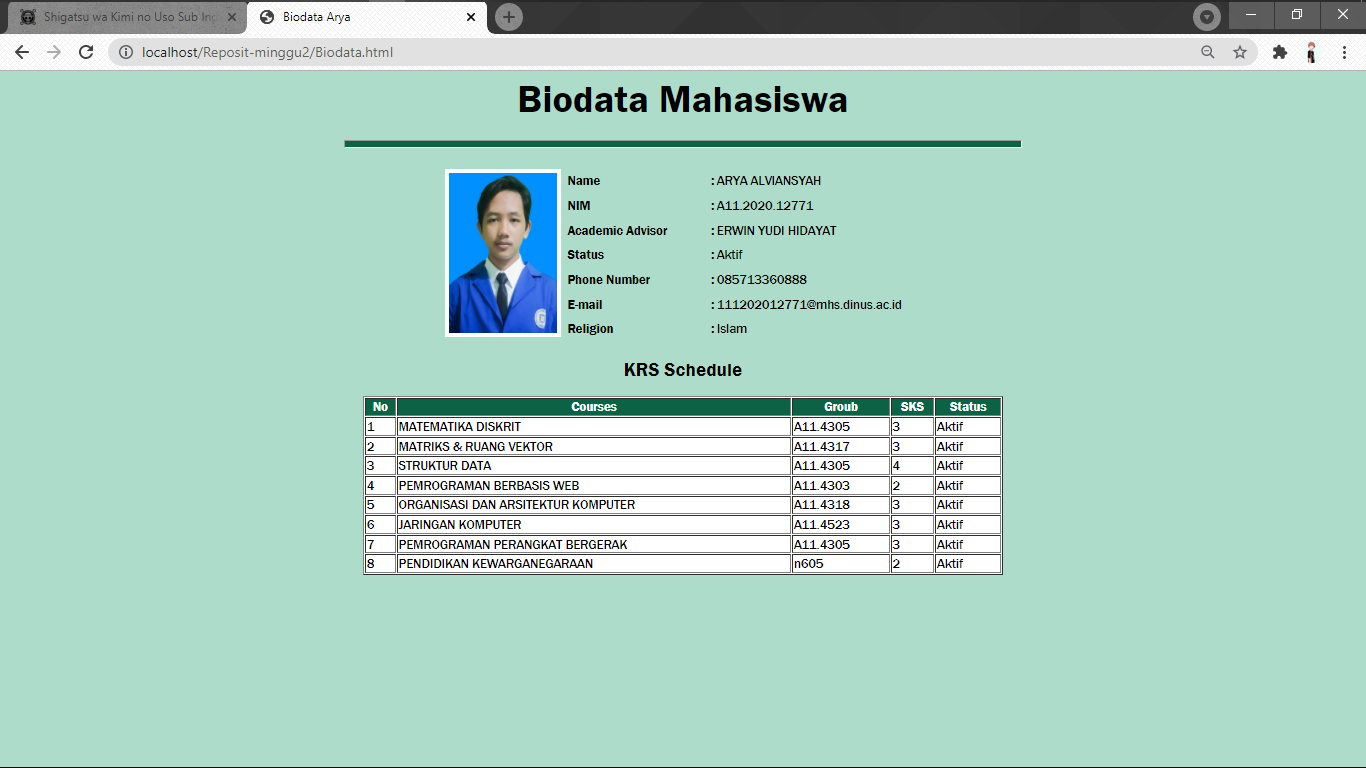 Shigatsu wa Kimi no Uso Sub
Biodata Arya
localhost/Reposit-minggu2/Biodata.html
Biodata Mahasiswa
Name : ARYA ALVIANSYAH
NIM : A11.2020.12771
Academic Advisor : ERWIN YUDI HIDAYAT
Status : Aktif
Phone Number : 085713360888
E-mail : 111202012771@mhs.dinus.ac.id
Religion : Islam
KRS Schedule
No Courses Groub SKS Status
1 MATEMATIKA DISKRIT A11.4305 3 Aktif
2 MATRIKS & RUANG VEKTOR A11.4317 3 Aktif
3 STRUKTUR DATA A11.4305 4 Aktif
4 PEMROGRAMAN BERBASIS WEB A11.4303 2 Aktif
5 ORGANISASI DAN ARSITEKTUR KOMPUTER A11.4318 3 Aktif
6 JARINGAN KOMPUTER A11.4523 3 Aktif
7 PEMROGRAMAN PERANGKAT BERGERAK A11.4305 3 Aktif
8 PENDIDIKAN KEWARGANEGARAAN n605 2 Aktif